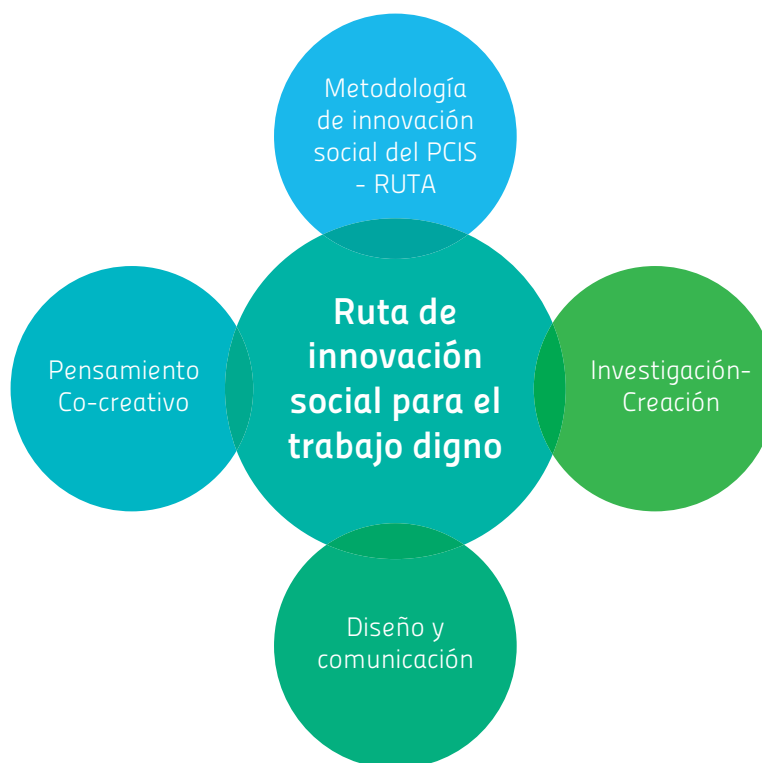 Metodología
de innovación
social del PCIS
- RUTA
Ruta de
innovación
social para el
trabajo digno
Pensamiento
Co-creativo
Investigación-
Creación
Diseño y
comunicación